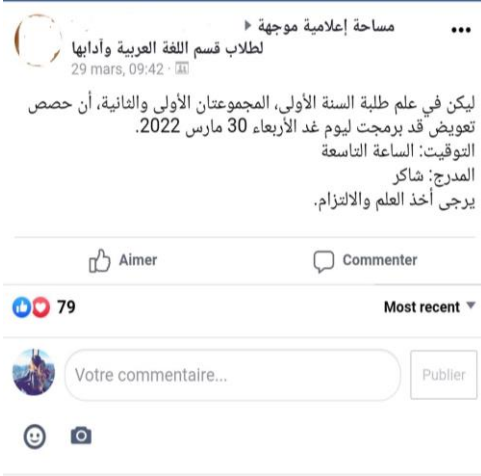 مساحة إعلامية موجهة
لطلاب قسم اللغة العربية وآدابها
29 mars, 09:42
ليكن في علم طلبة السنة الأولى، المجموعتان الأولى والثانية، أن حصص
تعويض قد برمجت ليوم غد الأربعاء 30 مارس 2022.
التوقيت: الساعة التاسعة
المدرج: شاكر
يرجى أخذ العلم والالتزام.
Aimer
Commenter
79
Most recent
Votre commentaire...
Publier